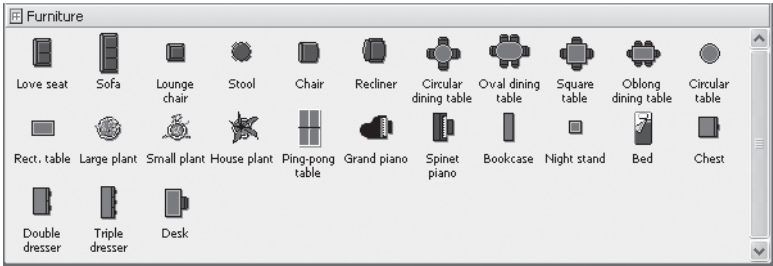 Furniture
Love seat Sofa Lounge chair Stool Chair Recliner Circular dining table Oval dining table Square table Oblong dining table Circular table
Rect. table Large plant Small plant House plant Ping-pong table Grand piano Spinet piano Bookcase Night stand Bed Chest
Double dresser Triple dresser Desk